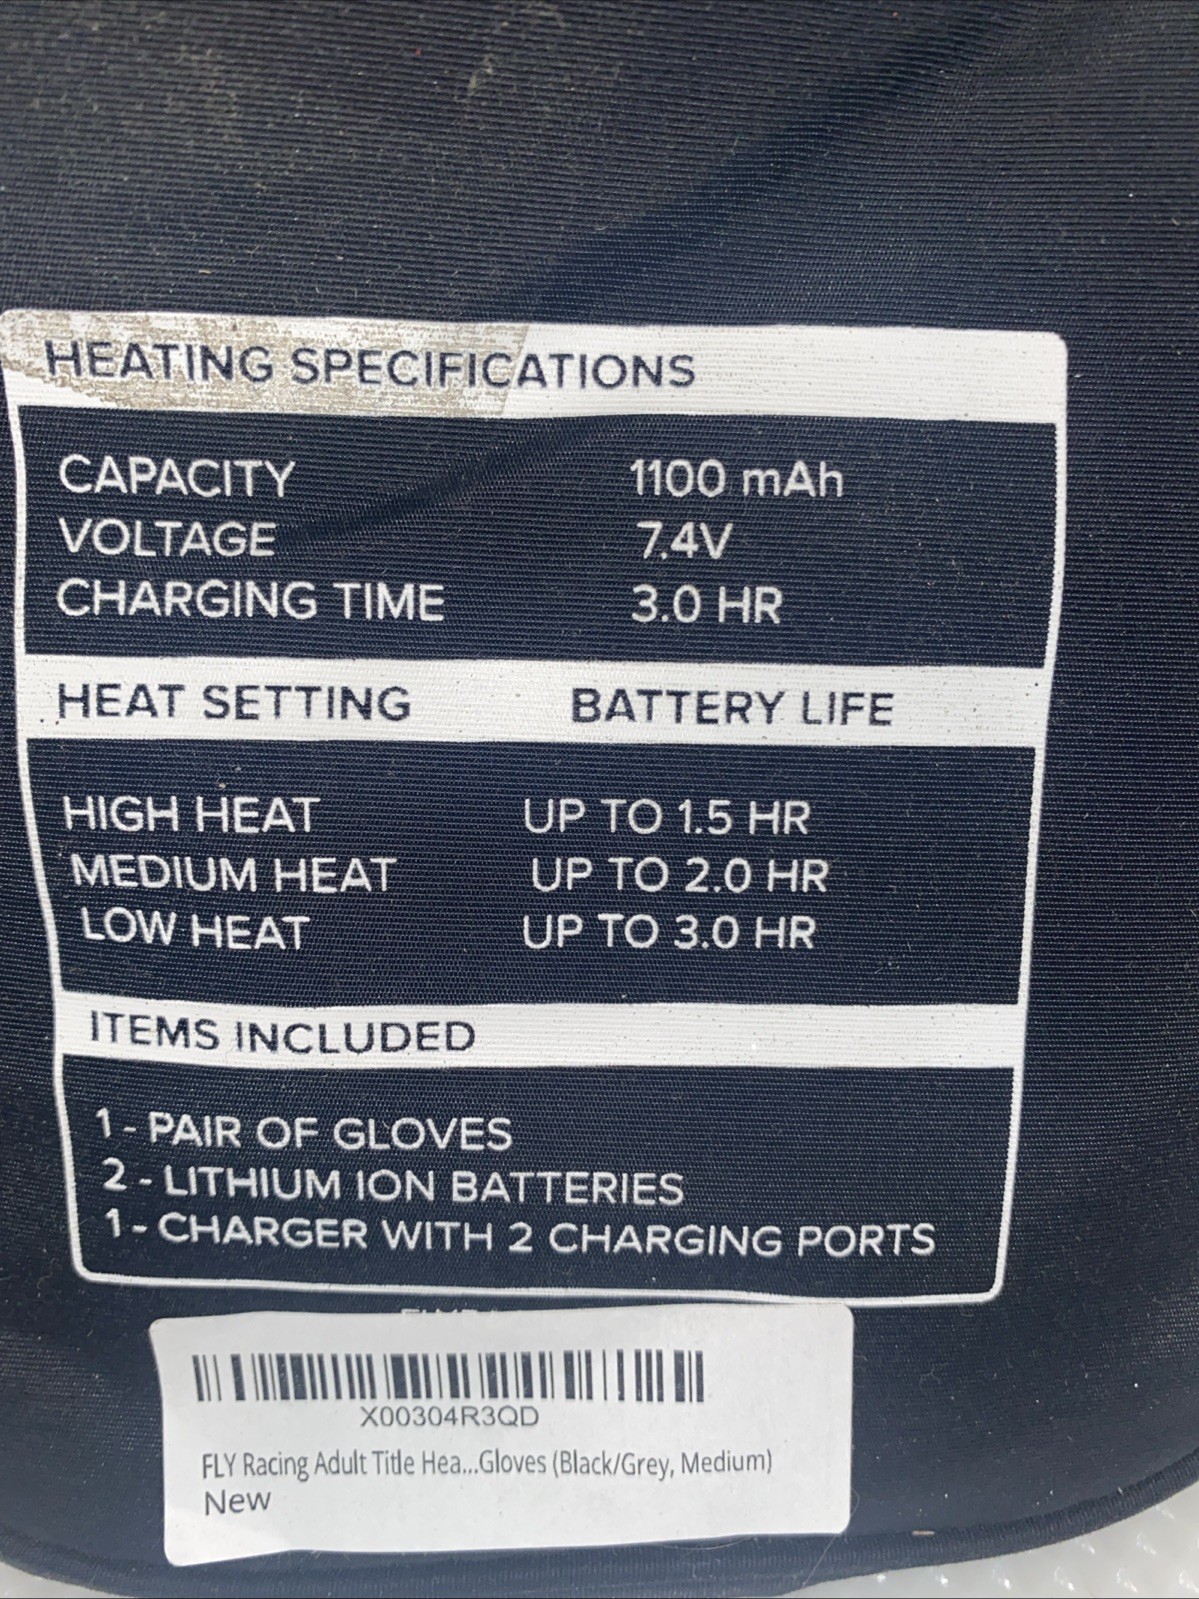 HEATING SPECIFICATIONS
CAPACITY 1100 mAh
VOLTAGE 7.4V
CHARGING TIME 3.0 HR
HEAT SETTING BATTERY LIFE
HIGH HEAT UP TO 1.5 HR
MEDIUM HEAT UP TO 2.0 HR
LOW HEAT UP TO 3.0 HR
ITEMS INCLUDED
1 - PAIR OF GLOVES
2 - LITHIUM ION BATTERIES
1 - CHARGER WITH 2 CHARGING PORTS
X00304R3QD
FLY Racing Adult Title Hea...Gloves (Black/Grey, Medium)
New